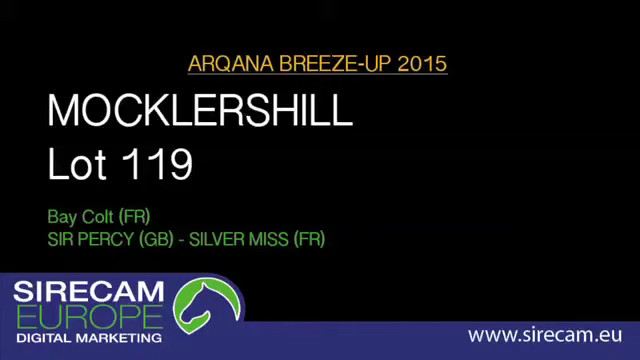 ARQANA BREEZE-UP 2015
MOCKLERSHILL
Lot 119
Bay Colt (FR)
SIR PERCY (GB) - SILVER MISS (FR)
SIRECAM
EUROPE
DIGITAL MARKETING
www.sirecam.eu